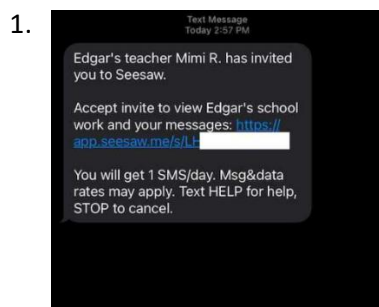 1.
Text Message
Today 2:57 PM
Edgar's teacher Mimi R. has invited
you to Seesaw.
Accept invite to view Edgar's school
work and your messages: https://
app.seesaw.me/s/LH
You will get 1 SMS/day. Msg&data
rates may apply. Text HELP for help,
STOP to cancel.